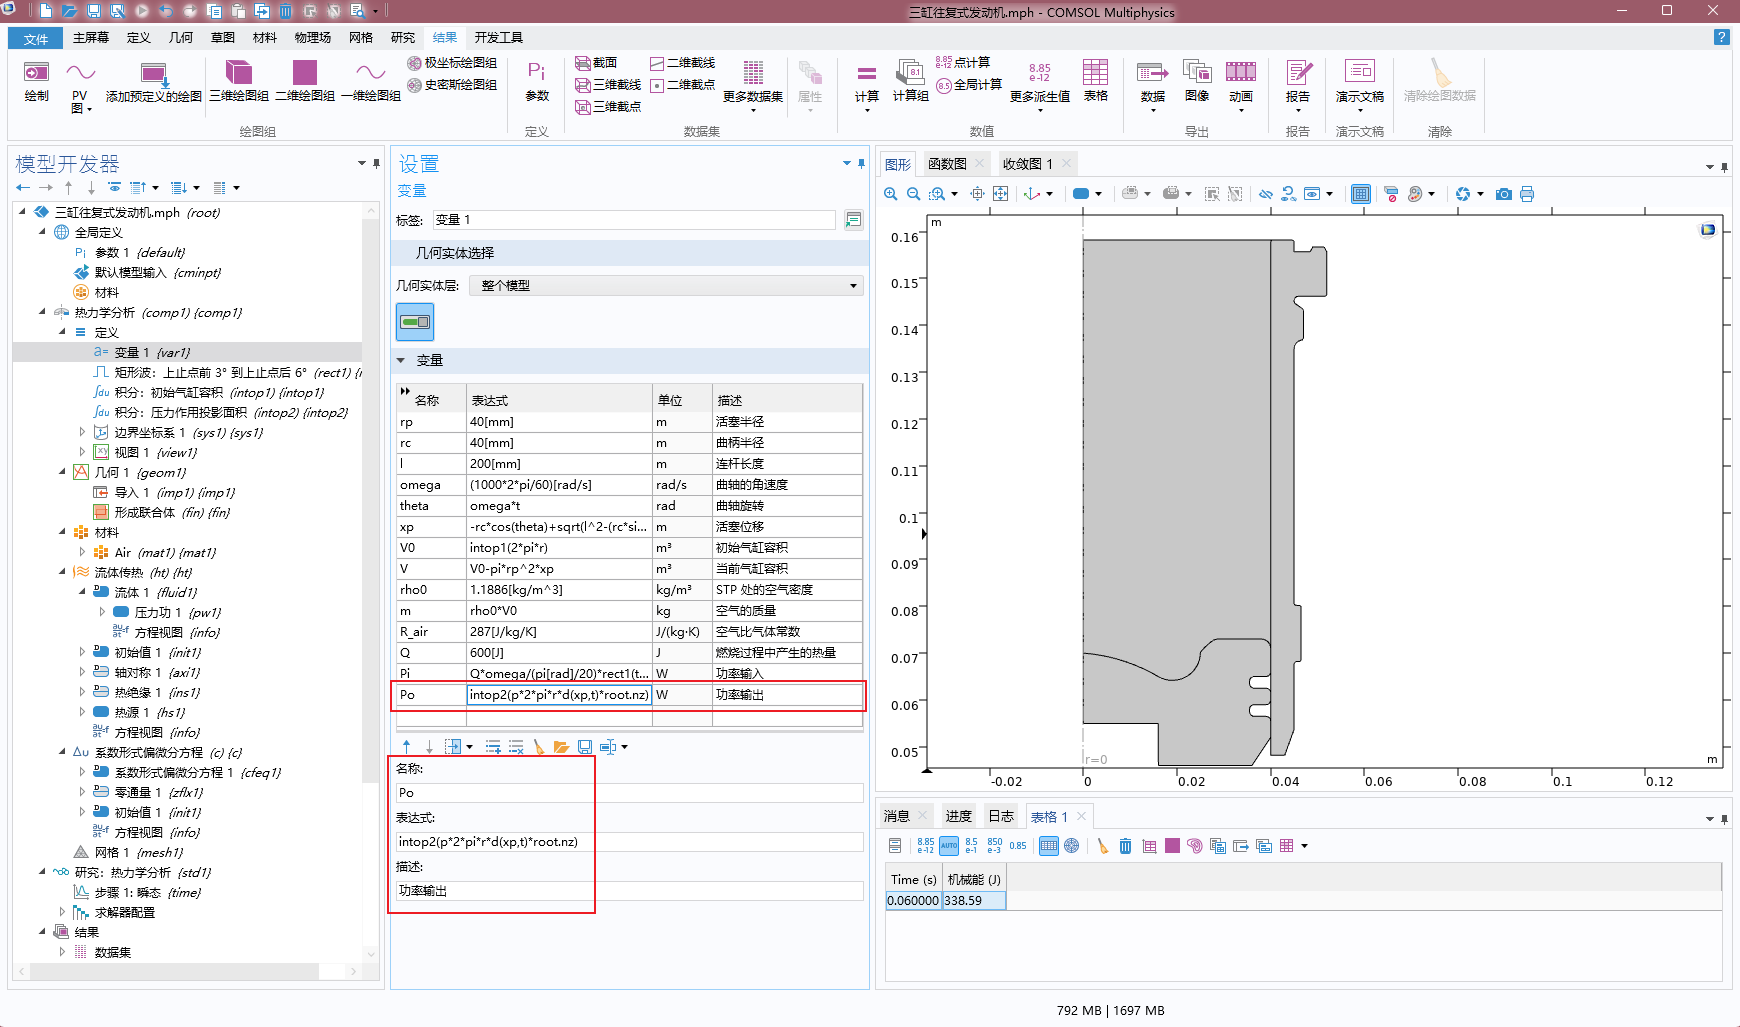 三缸往复式发动机.mph - COMSOL Multiphysics
文件 主屏幕 定义 几何 草图 材料 物理场 网格 研究 结果 开发工具
绘制
PV 图
添加预定义的绘图
三维绘图组
二维绘图组
一维绘图组
极坐标绘图组
史密斯绘图组
绘图组
Pi
参数
定义
截面
三维截线
三维截点
二维截线
二维截点
更多数据集
数据集
属性
计算
计算组
点计算
全局计算
8.85
e-12
更多派生值
表格
数值
数据
图像
动画
导出
报告
报告
演示文稿
演示文稿
清除绘图数据
清除
模型开发器
三缸往复式发动机.mph (root)
全局定义
Pi 参数 1 (default)
默认模型输入 (cminpt)
材料
热力学分析 (comp1) {comp1}
定义
a= 变量 1 {var1}
矩形波: 上止点前 3° 到上止点后 6° (rect1) {r
∫du 积分: 初始气缸容积 (intop1) {intop1}
∫du 积分: 压力作用投影面积 (intop2) {intop2}
边界坐标系 1 (sys1) {sys1}
视图 1 {view1}
几何 1 {geom1}
导入 1 (imp1) {imp1}
形成联合体 (fin) {fin}
材料
Air (mat1) {mat1}
流体传热 (ht) {ht}
流体 1 {fluid1}
压力功 1 {pw1}
方程视图 {info}
初始值 1 {init1}
轴对称 1 {axi1}
热绝缘 1 {ins1}
热源 1 {hs1}
方程视图 {info}
Δu 系数形式偏微分方程 (c) {c}
系数形式偏微分方程 1 {cfeq1}
零通量 1 {zflx1}
初始值 1 {init1}
方程视图 {info}
网格 1 {mesh1}
研究: 热力学分析 {std1}
步骤 1: 瞬态 {time}
求解器配置
结果
数据集
设置
变量
标签: 变量 1
几何实体选择
几何实体层: 整个模型
变量
名称 表达式 单位 描述
rp 40[mm] m 活塞半径
rc 40[mm] m 曲柄半径
l 200[mm] m 连杆长度
omega (1000*2*pi/60)[rad/s] rad/s 曲轴的角速度
theta omega*t rad 曲轴旋转
xp -rc*cos(theta)+sqrt(l^2-(rc*si... m 活塞位移
V0 intop1(2*pi*r) m³ 初始气缸容积
V V0-pi*rp^2*xp m³ 当前气缸容积
rho0 1.1886[kg/m^3] kg/m³ STP 处的空气密度
m rho0*V0 kg 空气的质量
R_air 287[J/kg/K] J/(kg·K) 空气比气体常数
Q 600[J] J 燃烧过程中产生的热量
Pi Q*omega/(pi[rad]/20)*rect1(t... W 功率输入
Po intop2(p*2*pi*r*d(xp,t)*root.nz) W 功率输出
名称:
Po
表达式:
intop2(p*2*pi*r*d(xp,t)*root.nz)
描述:
功率输出
图形 函数图 收敛图 1
m
0.16
0.15
0.14
0.13
0.12
0.11
0.1
0.09
0.08
0.07
0.06
0.05
r=0
m
-0.02 0 0.02 0.04 0.06 0.08 0.1 0.12
消息 进度 日志 表格 1
8.85 e-12 AUTO 8.5 e-1 850 e-3 0.85
Time (s) 机械能 (J)
0.060000 338.59
792 MB | 1697 MB